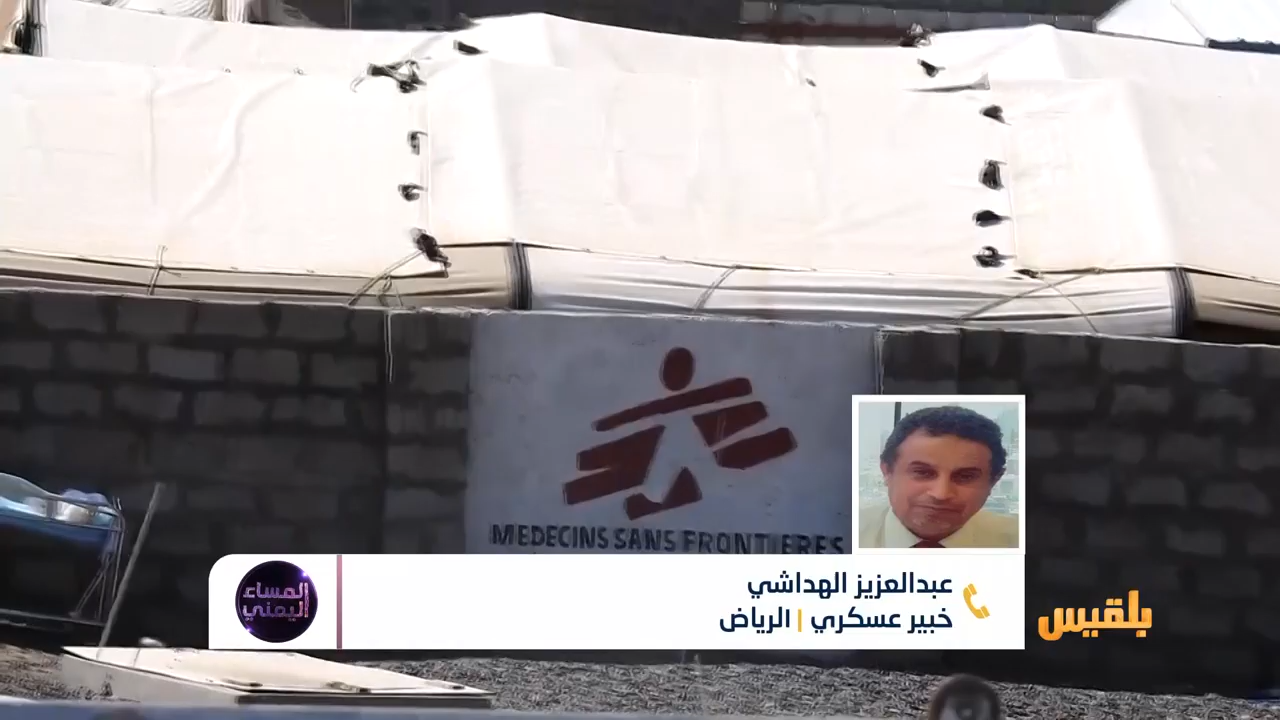 MEDECINS SANS FRONTIERES
عبدالعزيز الهداشي
خبير عسكري | الرياض
المساء
اليمني
بلقيس